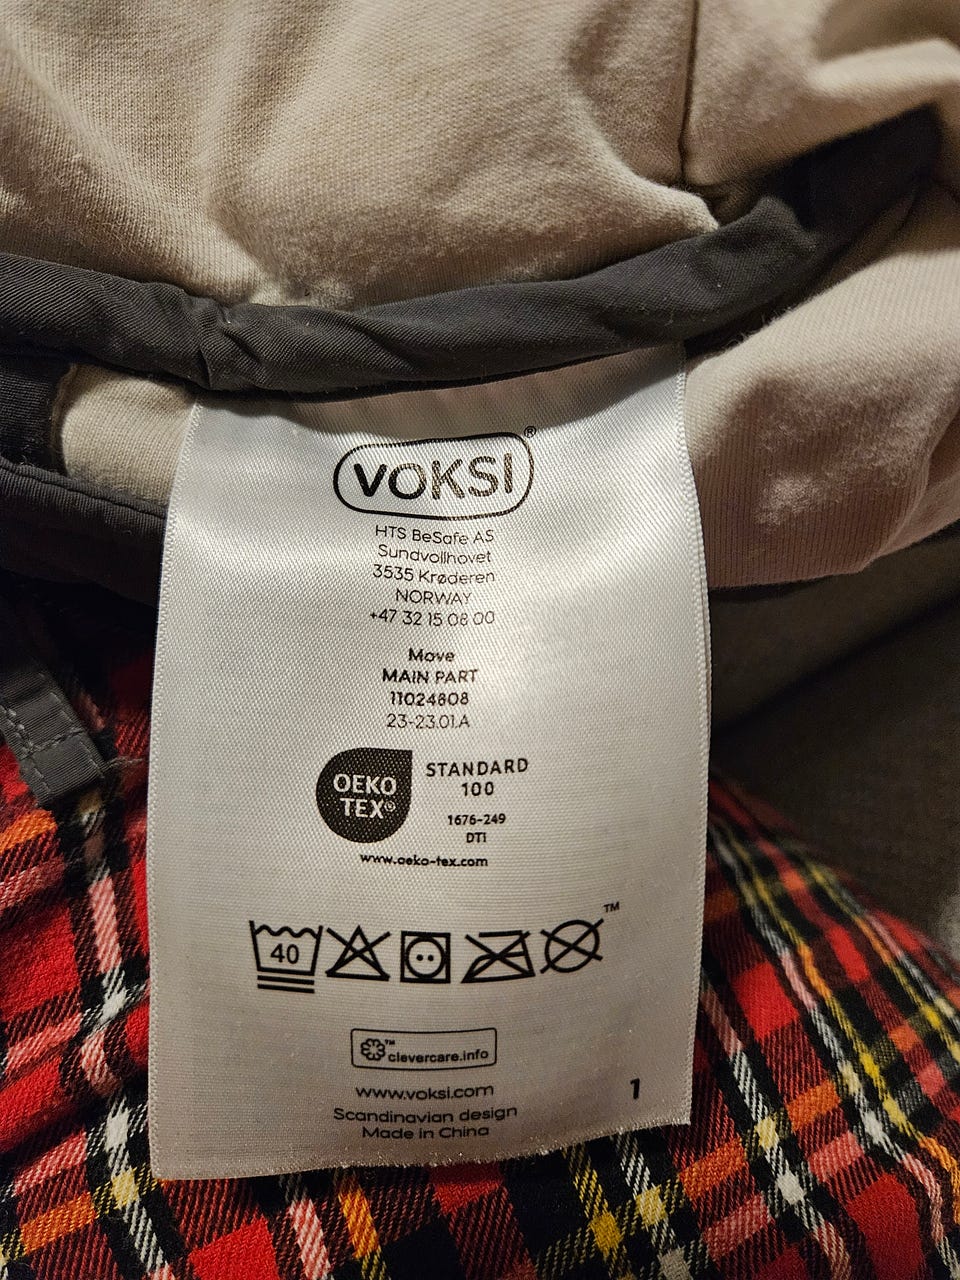 VOKSI®
HTS BeSafe AS
Sundvollhovet
3535 Krøderen
NORWAY
+47 32 15 08 00
Move
MAIN PART
11024808
23-23.01.A
OEKO
TEX®
STANDARD
100
1676-249
DTI
www.oeko-tex.com
40
TM
TM
clevercare.info
www.voksi.com
1
Scandinavian design
Made in China